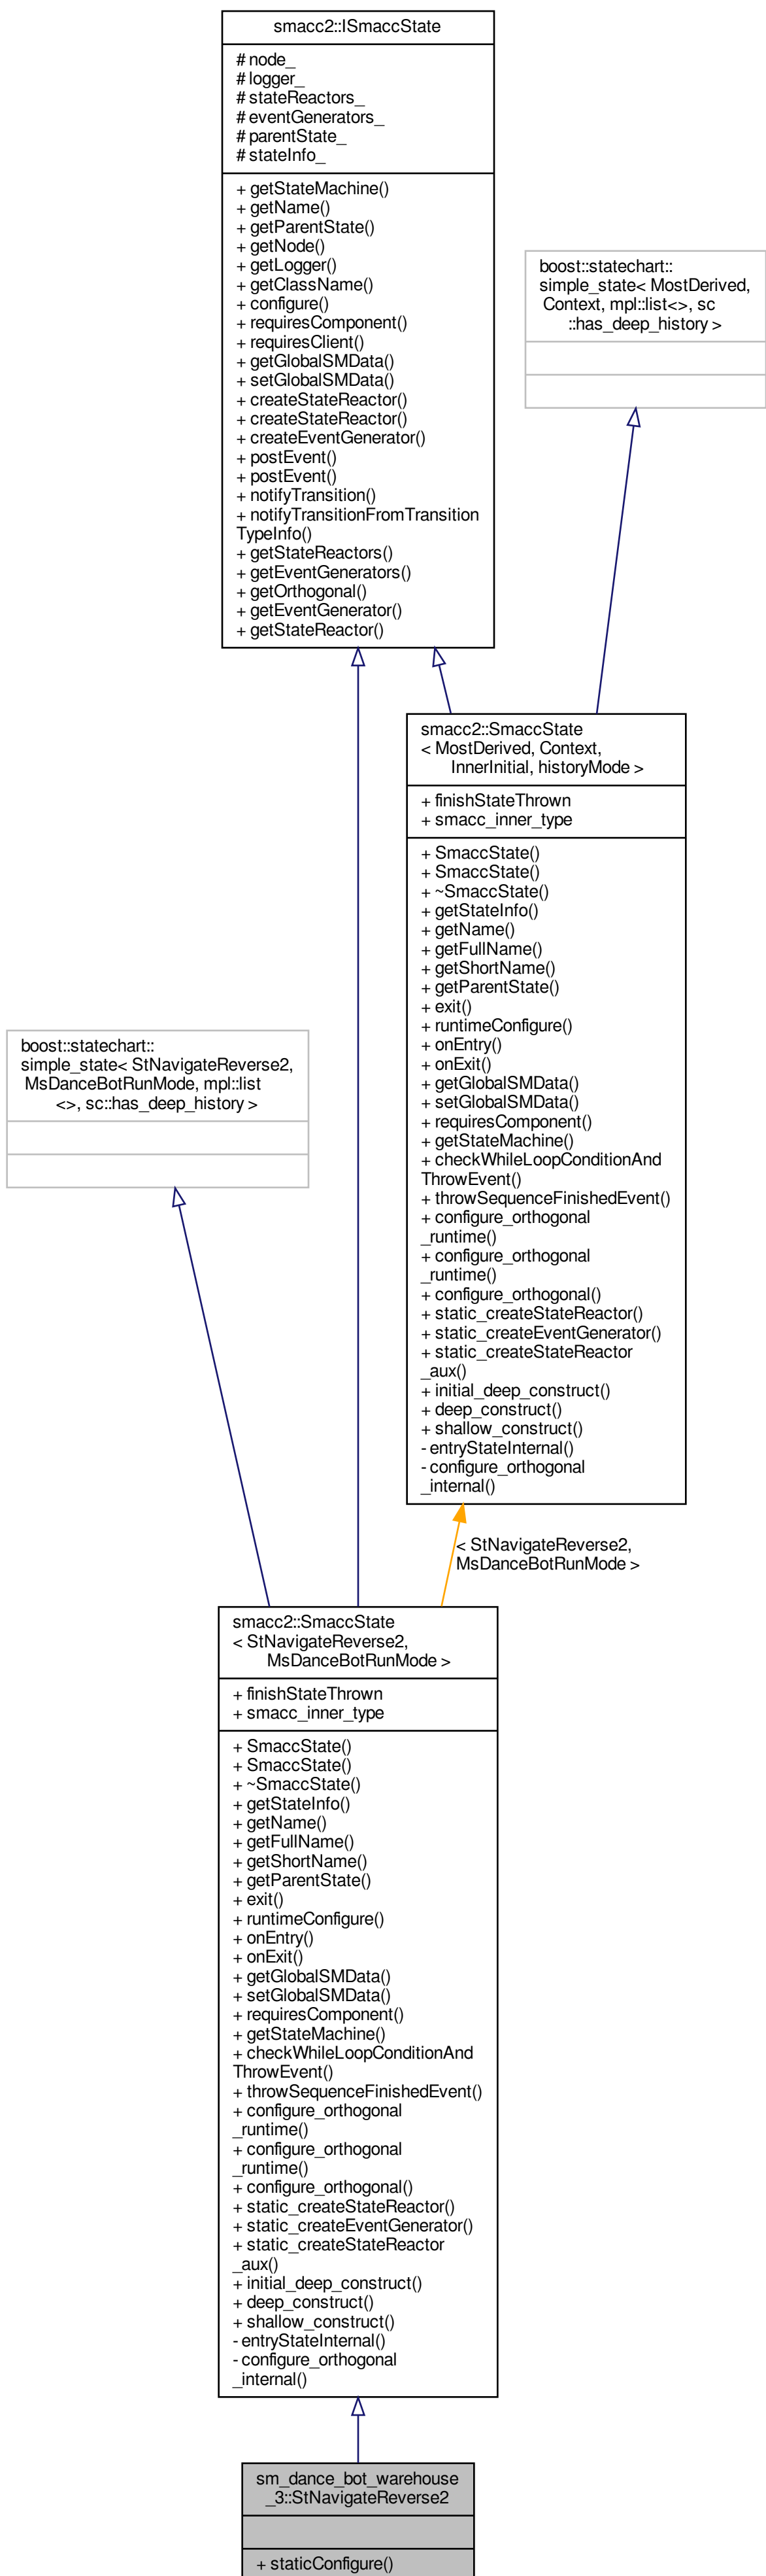 smacc2::ISmaccState
# node_
# logger_
# stateReactors_
# eventGenerators_
# parentState_
# stateInfo_
+ getStateMachine()
+ getName()
+ getParentState()
+ getNode()
+ getLogger()
+ getClassName()
+ configure()
+ requiresComponent()
+ requiresClient()
+ getGlobalSMData()
+ setGlobalSMData()
+ createStateReactor()
+ createStateReactor()
+ createEventGenerator()
+ postEvent()
+ postEvent()
+ notifyTransition()
+ notifyTransitionFromTransition
TypeInfo()
+ getStateReactors()
+ getEventGenerators()
+ getOrthogonal()
+ getEventGenerator()
+ getStateReactor()
boost::statechart::
simple_state< MostDerived,
Context, mpl::list<>, sc
::has_deep_history >
smacc2::SmaccState
< MostDerived, Context,
InnerInitial, historyMode >
+ finishStateThrown
+ smacc_inner_type
+ SmaccState()
+ SmaccState()
+ ~SmaccState()
+ getStateInfo()
+ getName()
+ getFullName()
+ getShortName()
+ getParentState()
+ exit()
+ runtimeConfigure()
+ onEntry()
+ onExit()
+ getGlobalSMData()
+ setGlobalSMData()
+ requiresComponent()
+ getStateMachine()
+ checkWhileLoopConditionAnd
ThrowEvent()
+ throwSequenceFinishedEvent()
+ configure_orthogonal
_runtime()
+ configure_orthogonal
_runtime()
+ configure_orthogonal()
+ static_createStateReactor()
+ static_createEventGenerator()
+ static_createStateReactor
_aux()
+ initial_deep_construct()
+ deep_construct()
+ shallow_construct()
- entryStateInternal()
- configure_orthogonal
_internal()
boost::statechart::
simple_state< StNavigateReverse2,
MsDanceBotRunMode, mpl::list
<>, sc::has_deep_history >
< StNavigateReverse2,
MsDanceBotRunMode >
smacc2::SmaccState
< StNavigateReverse2,
MsDanceBotRunMode >
+ finishStateThrown
+ smacc_inner_type
+ SmaccState()
+ SmaccState()
+ ~SmaccState()
+ getStateInfo()
+ getName()
+ getFullName()
+ getShortName()
+ getParentState()
+ exit()
+ runtimeConfigure()
+ onEntry()
+ onExit()
+ getGlobalSMData()
+ setGlobalSMData()
+ requiresComponent()
+ getStateMachine()
+ checkWhileLoopConditionAnd
ThrowEvent()
+ throwSequenceFinishedEvent()
+ configure_orthogonal
_runtime()
+ configure_orthogonal
_runtime()
+ configure_orthogonal()
+ static_createStateReactor()
+ static_createEventGenerator()
+ static_createStateReactor
_aux()
+ initial_deep_construct()
+ deep_construct()
+ shallow_construct()
- entryStateInternal()
- configure_orthogonal
_internal()
sm_dance_bot_warehouse
_3::StNavigateReverse2
+ staticConfigure()